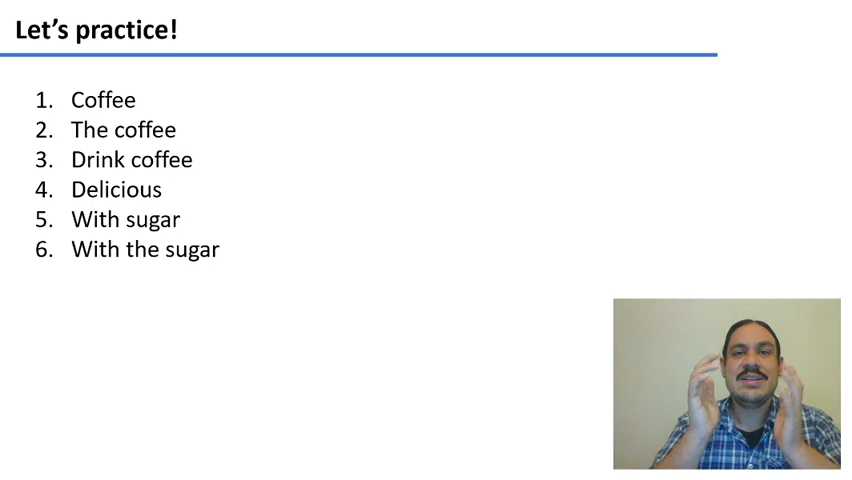 Let's practice!
1. Coffee
2. The coffee
3. Drink coffee
4. Delicious
5. With sugar
6. With the sugar